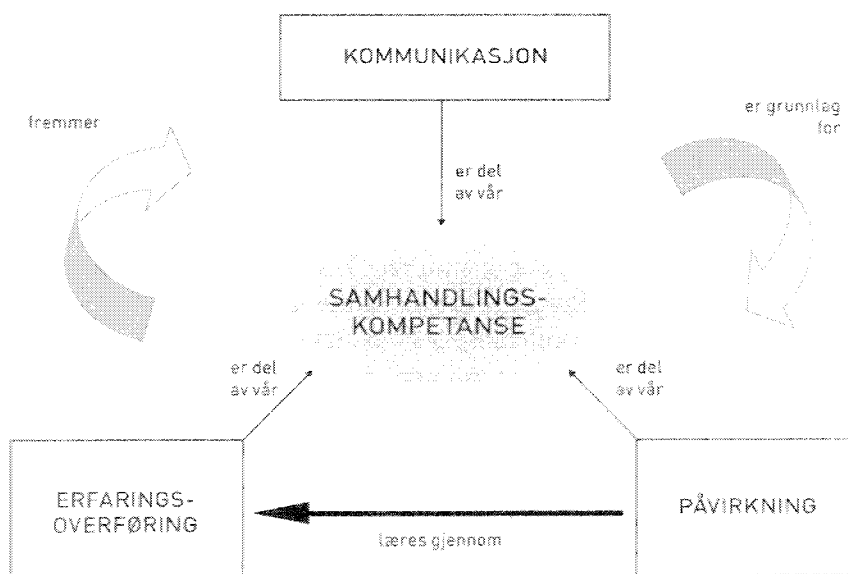 KOMMUNIKASJON
fremmer
er grunnlag
for
er del
av vår
SAMHANDLINGS-
KOMPETANSE
er del
av vår
er del
av vår
ERFARINGS-
OVERFØRING
PÅVIRKNING
læres gjennom